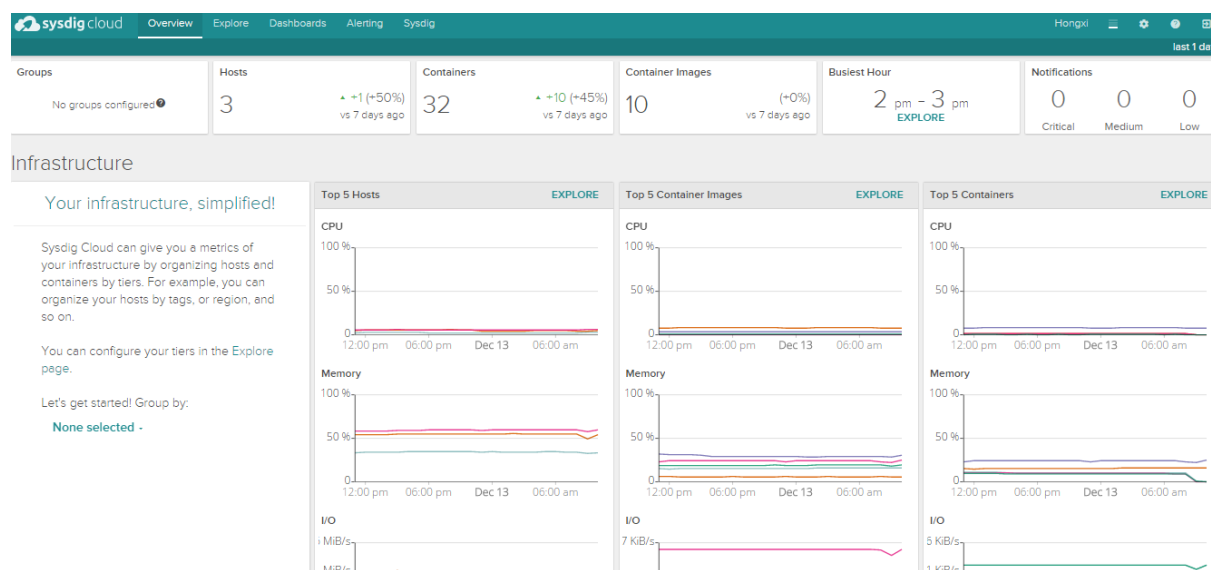 sysdig cloud Overview Explore Dashboards Alerting Sysdig Hongxi
last 1 da
Groups
No groups configured
Hosts
3
+1 (+50%)
vs 7 days ago
Containers
32
+10 (+45%)
vs 7 days ago
Container Images
10
(+0%)
vs 7 days ago
Busiest Hour
2 pm - 3 pm
EXPLORE
Notifications
0 0 0
Critical Medium Low
Infrastructure
Your infrastructure, simplified!
Sysdig Cloud can give you a metrics of
your infrastructure by organizing hosts and
containers by tiers. For example, you can
organize your hosts by tags, or region, and
so on.
You can configure your tiers in the Explore
page.
Let's get started! Group by:
None selected
Top 5 Hosts EXPLORE
CPU
100 %
50 %
0
12:00 pm 06:00 pm Dec 13 06:00 am
Memory
100 %
50 %
0
12:00 pm 06:00 pm Dec 13 06:00 am
I/O
MiB/s
MiB/s
Top 5 Container Images EXPLORE
CPU
100 %
50 %
0
12:00 pm 06:00 pm Dec 13 06:00 am
Memory
100 %
50 %
0
12:00 pm 06:00 pm Dec 13 06:00 am
I/O
7 KiB/s
Top 5 Containers EXPLORE
CPU
100 %
50 %
0
12:00 pm 06:00 pm Dec 13 06:00 am
Memory
100 %
50 %
0
12:00 pm 06:00 pm Dec 13 06:00 am
I/O
5 KiB/s
1 KiB/s